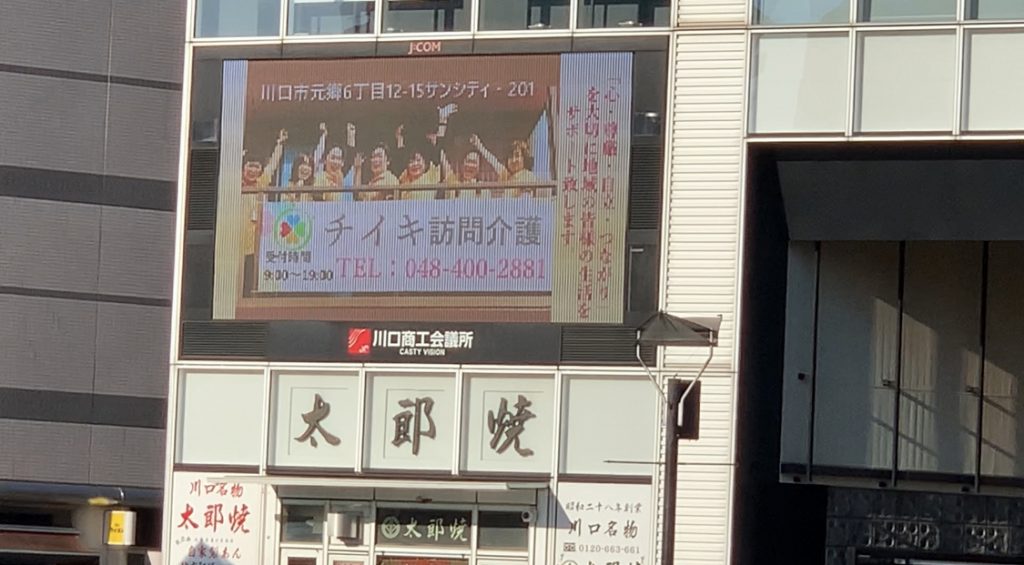 J:COM
川口市元郷6丁目12-15サンシティ - 201
「心・尊厳・自立・つながり
を大切に地域の皆様の生活を
サポート致します
チイキ訪問介護
受付時間
9:00～19:00
TEL：048-400-2881
川口商工会議所
CASTY VISION
太郎焼
川口名物
太郎焼
自家製あん
太郎焼
昭和二十八年創業
川口名物
0120-663-661